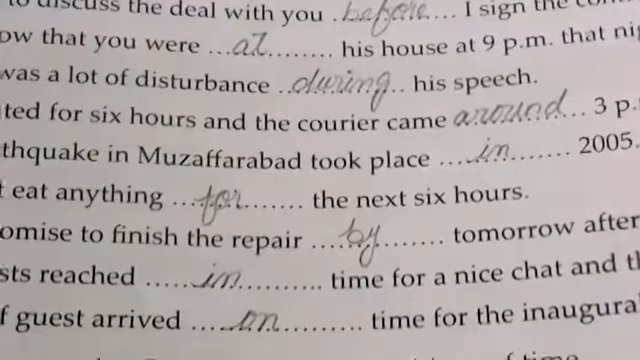 to discuss the deal with you ..before.... I sign the
ow that you were ...at......... his house at 9 p.m. that
was a lot of disturbance ..during.. his speech.
ted for six hours and the courier came around... 3 p.
thquake in Muzaffarabad took place ....in........ 2005.
t eat anything ...for........ the next six hours.
omise to finish the repair .....by........ tomorrow after
sts reached ......in............ time for a nice chat and
f guest arrived .....on............ time for the inaugura